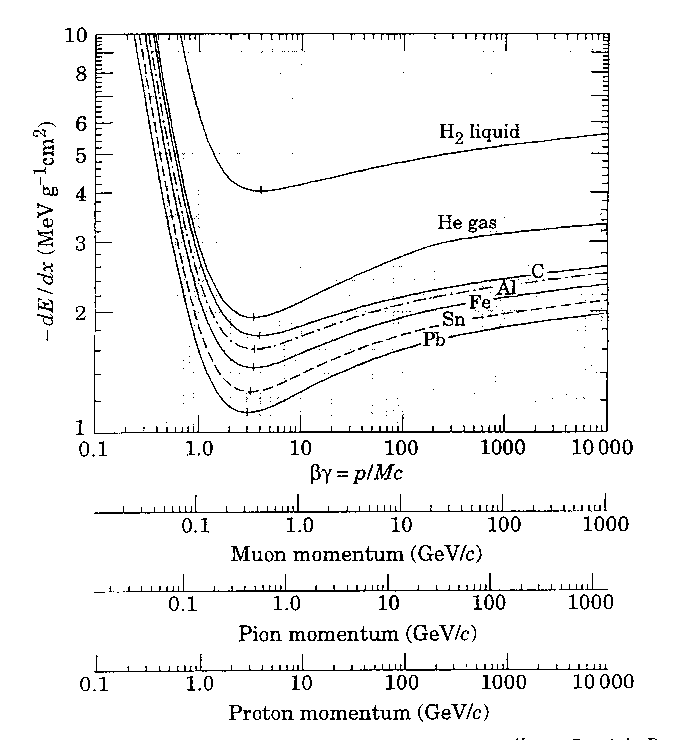 10
8
6
5
4
3
2
1
−dE/dx (MeV g⁻¹cm²)
H₂ liquid
He gas
C
Al
Fe
Sn
Pb
0.1 1.0 10 100 1000 10 000
βγ = p/Mc
0.1 1.0 10 100 1000
Muon momentum (GeV/c)
0.1 1.0 10 100 1000
Pion momentum (GeV/c)
0.1 1.0 10 100 1000 10 000
Proton momentum (GeV/c)